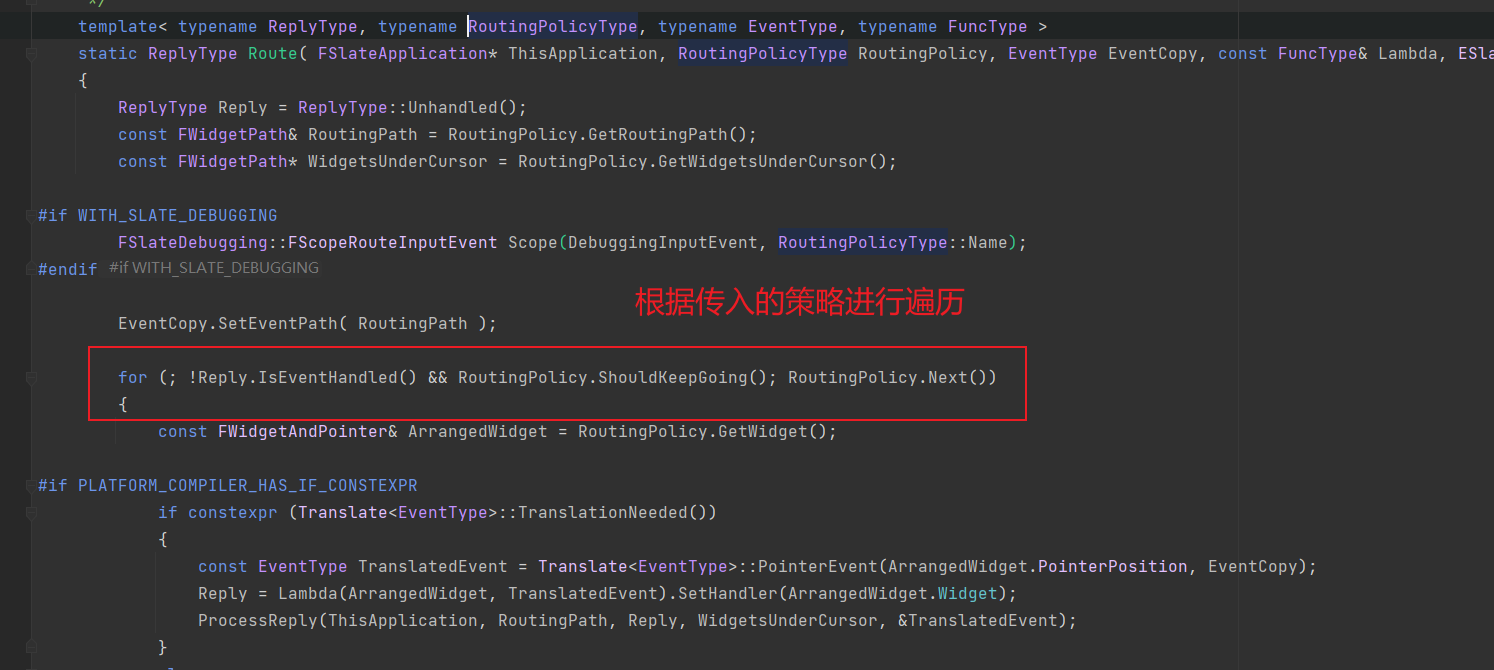 */
template< typename ReplyType, typename RoutingPolicyType, typename EventType, typename FuncType >
static ReplyType Route( FSlateApplication* ThisApplication, RoutingPolicyType RoutingPolicy, EventType EventCopy, const FuncType& Lambda, ESla
{
ReplyType Reply = ReplyType::Unhandled();
const FWidgetPath& RoutingPath = RoutingPolicy.GetRoutingPath();
const FWidgetPath* WidgetsUnderCursor = RoutingPolicy.GetWidgetsUnderCursor();
#if WITH_SLATE_DEBUGGING
FSlateDebugging::FScopeRouteInputEvent Scope(DebuggingInputEvent, RoutingPolicyType::Name);
#endif #if WITH_SLATE_DEBUGGING
根据传入的策略进行遍历
EventCopy.SetEventPath( RoutingPath );
for (; !Reply.IsEventHandled() && RoutingPolicy.ShouldKeepGoing(); RoutingPolicy.Next())
{
const FWidgetAndPointer& ArrangedWidget = RoutingPolicy.GetWidget();
#if PLATFORM_COMPILER_HAS_IF_CONSTEXPR
if constexpr (Translate<EventType>::TranslationNeeded())
{
const EventType TranslatedEvent = Translate<EventType>::PointerEvent(ArrangedWidget.PointerPosition, EventCopy);
Reply = Lambda(ArrangedWidget, TranslatedEvent).SetHandler(ArrangedWidget.Widget);
ProcessReply(ThisApplication, RoutingPath, Reply, WidgetsUnderCursor, &TranslatedEvent);
}